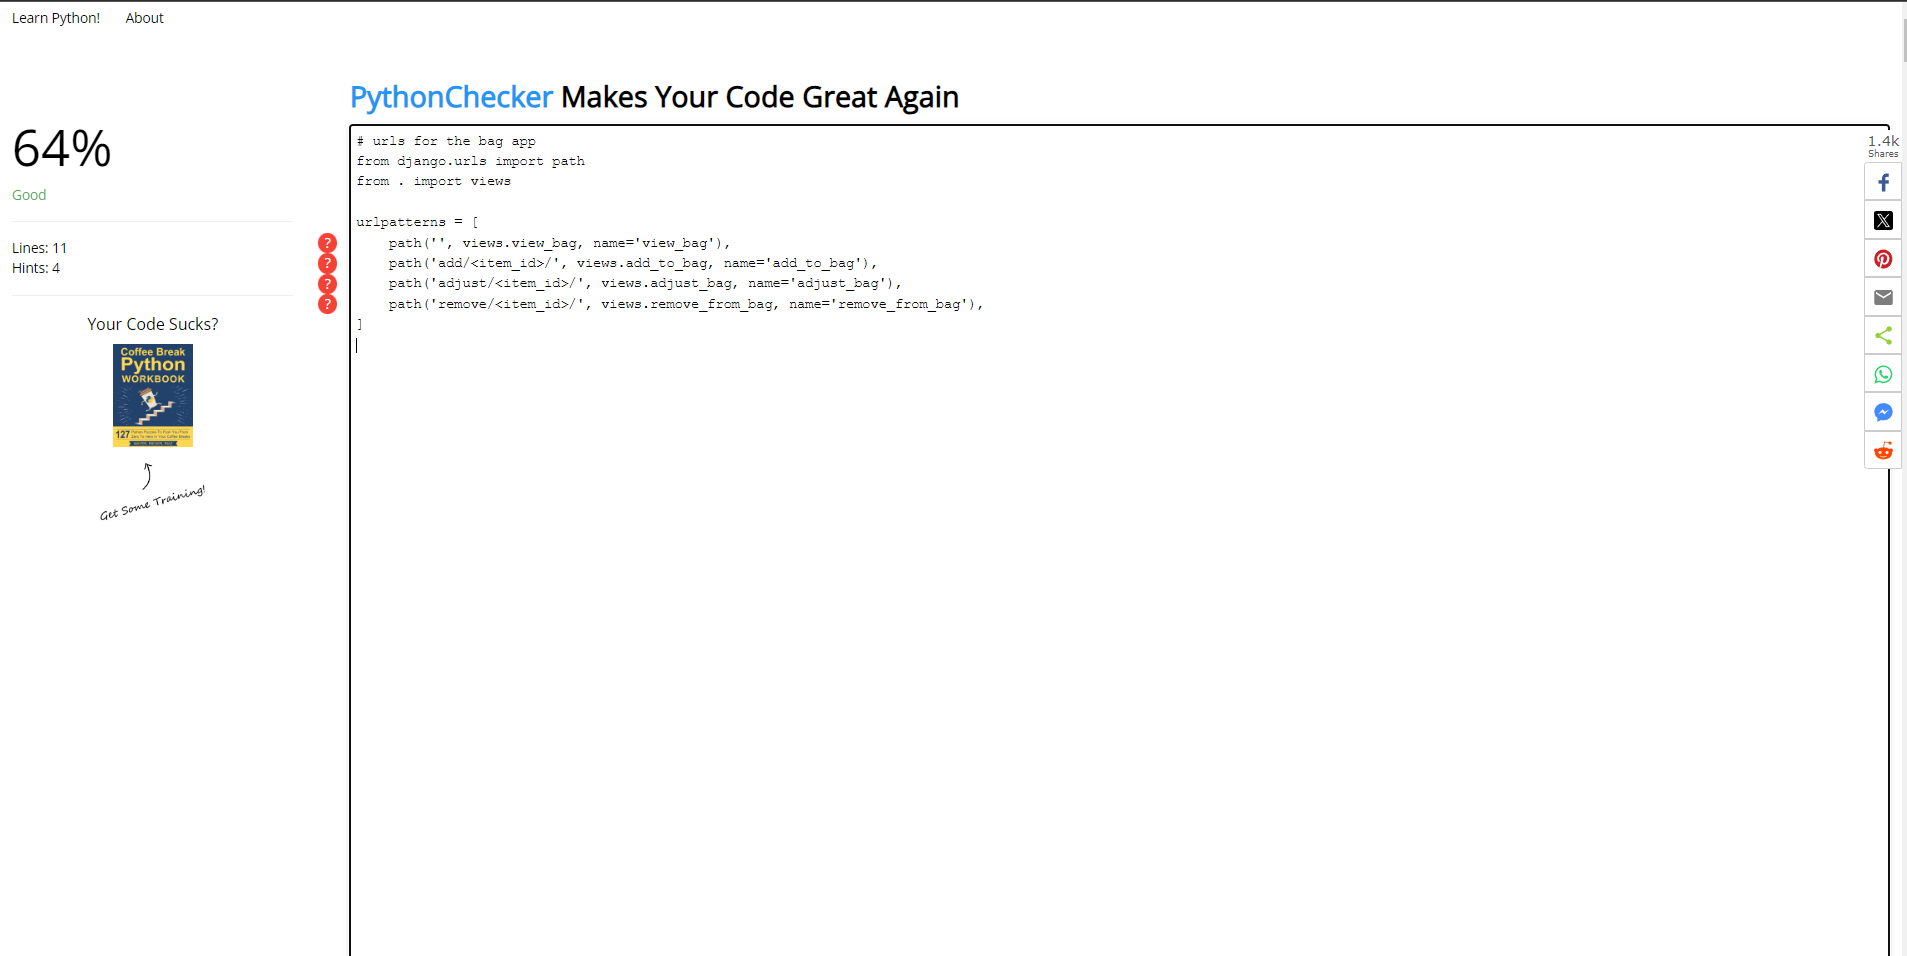 Learn Python! About
PythonChecker Makes Your Code Great Again
64%
Good
Lines: 11
Hints: 4
Your Code Sucks?
Coffee Break
Python
WORKBOOK
127
Get Some Training!
# urls for the bag app
from django.urls import path
from . import views
urlpatterns = [
? path('', views.view_bag, name='view_bag'),
? path('add/<item_id>/', views.add_to_bag, name='add_to_bag'),
? path('adjust/<item_id>/', views.adjust_bag, name='adjust_bag'),
? path('remove/<item_id>/', views.remove_from_bag, name='remove_from_bag'),
]
1.4k
Shares